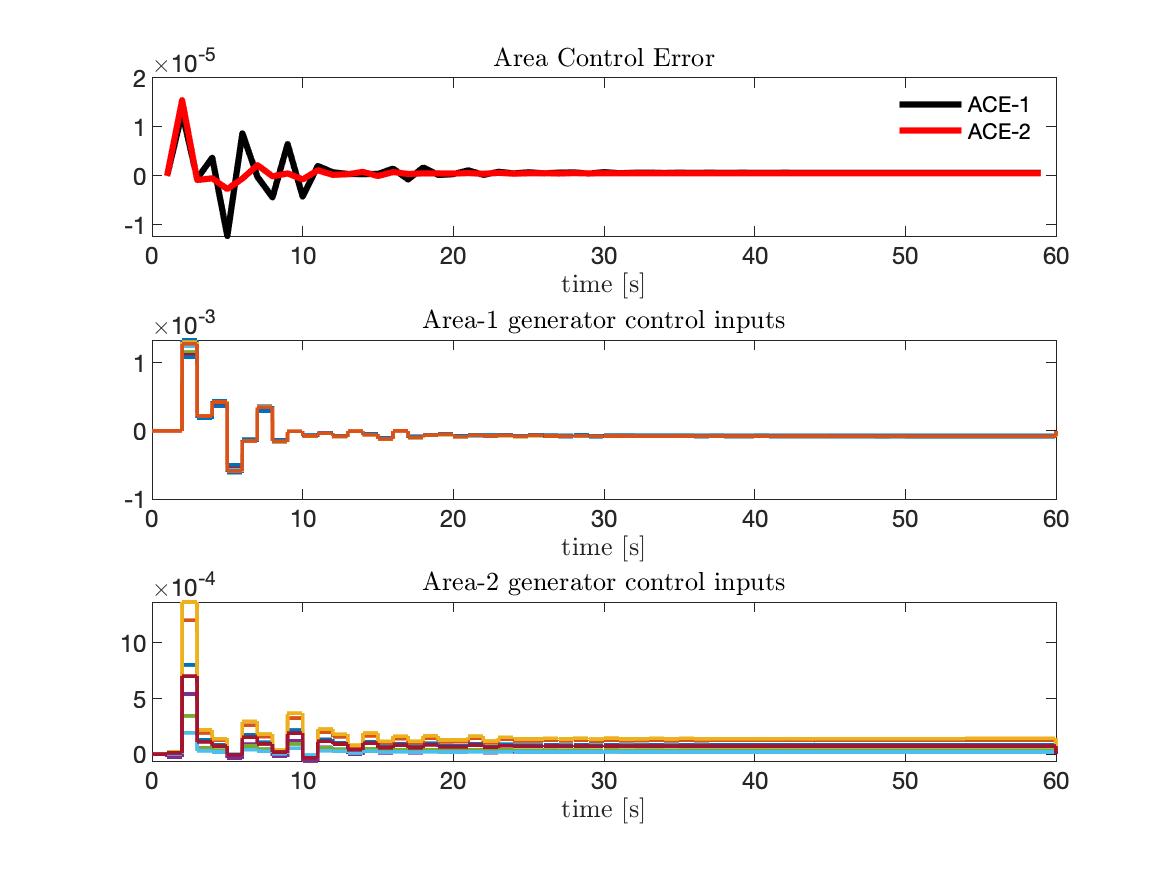 Area Control Error
×10-5
2
1
0
-1
ACE-1
ACE-2
0 10 20 30 40 50 60
time [s]
Area-1 generator control inputs
×10-3
1
0
-1
0 10 20 30 40 50 60
time [s]
Area-2 generator control inputs
×10-4
10
5
0
0 10 20 30 40 50 60
time [s]